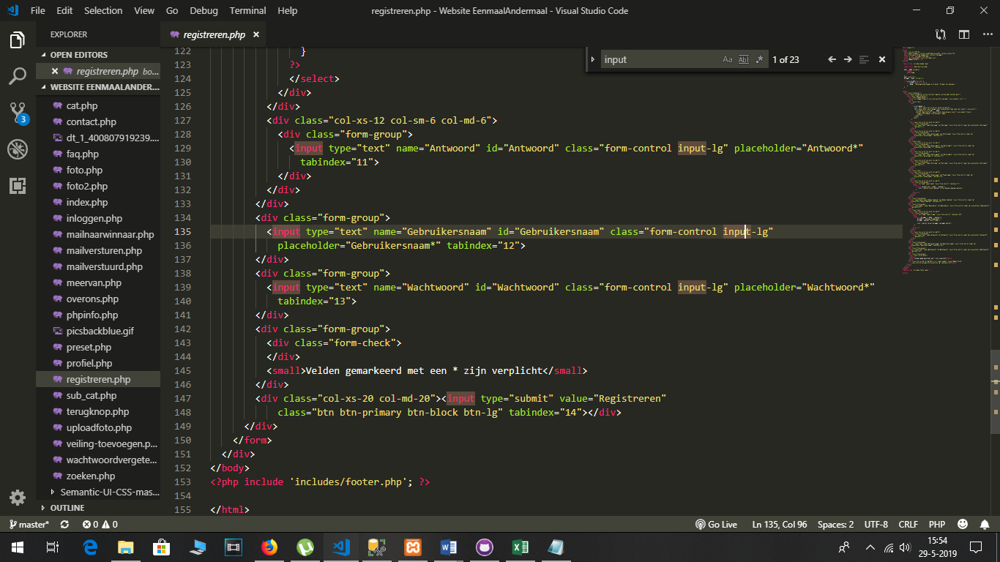 File Edit Selection View Go Debug Terminal Help
registreren.php - Website EenmaalAndermaal - Visual Studio Code
EXPLORER
OPEN EDITORS
registreren.php bo...
WEBSITE EENMAALANDER...
cat.php
contact.php
dt_1_400807919239....
faq.php
foto.php
foto2.php
index.php
inloggen.php
mailnaarwinnaar.php
mailversturen.php
mailverstuurd.php
meervan.php
overons.php
phpinfo.php
picsbackblue.gif
preset.php
profiel.php
registreren.php
sub_cat.php
terugknop.php
uploadfoto.php
veiling-toevoegen.p...
wachtwoordvergete...
zoeken.php
Semantic-UI-CSS-mas...
OUTLINE
3
registreren.php
input
Aa Abl .*
1 of 23
122 }
123 ?>
124 </select>
125 </div>
126 </div>
127 <div class="col-xs-12 col-sm-6 col-md-6">
128 <div class="form-group">
129 <input type="text" name="Antwoord" id="Antwoord" class="form-control input-lg" placeholder="Antwoord*"
130 tabindex="11">
131 </div>
132 </div>
133 </div>
134 <div class="form-group">
135 <input type="text" name="Gebruikersnaam" id="Gebruikersnaam" class="form-control input-lg"
136 placeholder="Gebruikersnaam*" tabindex="12">
137 </div>
138 <div class="form-group">
139 <input type="text" name="Wachtwoord" id="Wachtwoord" class="form-control input-lg" placeholder="Wachtwoord*"
140 tabindex="13">
141 </div>
142 <div class="form-group">
143 <div class="form-check">
144 </div>
145 <small>Velden gemarkeerd met een * zijn verplicht</small>
146 </div>
147 <div class="col-xs-20 col-md-20"><input type="submit" value="Registreren"
148 class="btn btn-primary btn-block btn-lg" tabindex="14"></div>
149 </div>
150 </form>
151 </div>
152 </body>
153 <?php include 'includes/footer.php'; ?>
154
155 </html>
master* 0 0
Go Live Ln 135, Col 96 Spaces: 2 UTF-8 CRLF PHP
15:54
29-5-2019